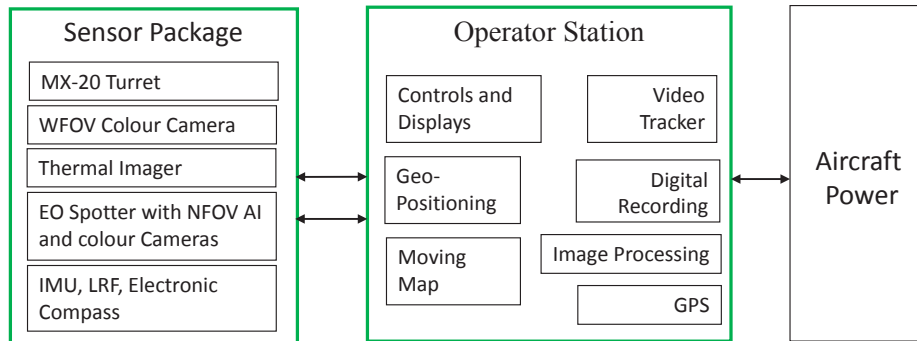 Sensor Package
MX-20 Turret
WFOV Colour Camera
Thermal Imager
EO Spotter with NFOV AI
and colour Cameras
IMU, LRF, Electronic
Compass
Operator Station
Controls and
Displays
Geo-
Positioning
Moving
Map
Video
Tracker
Digital
Recording
Image Processing
GPS
Aircraft
Power